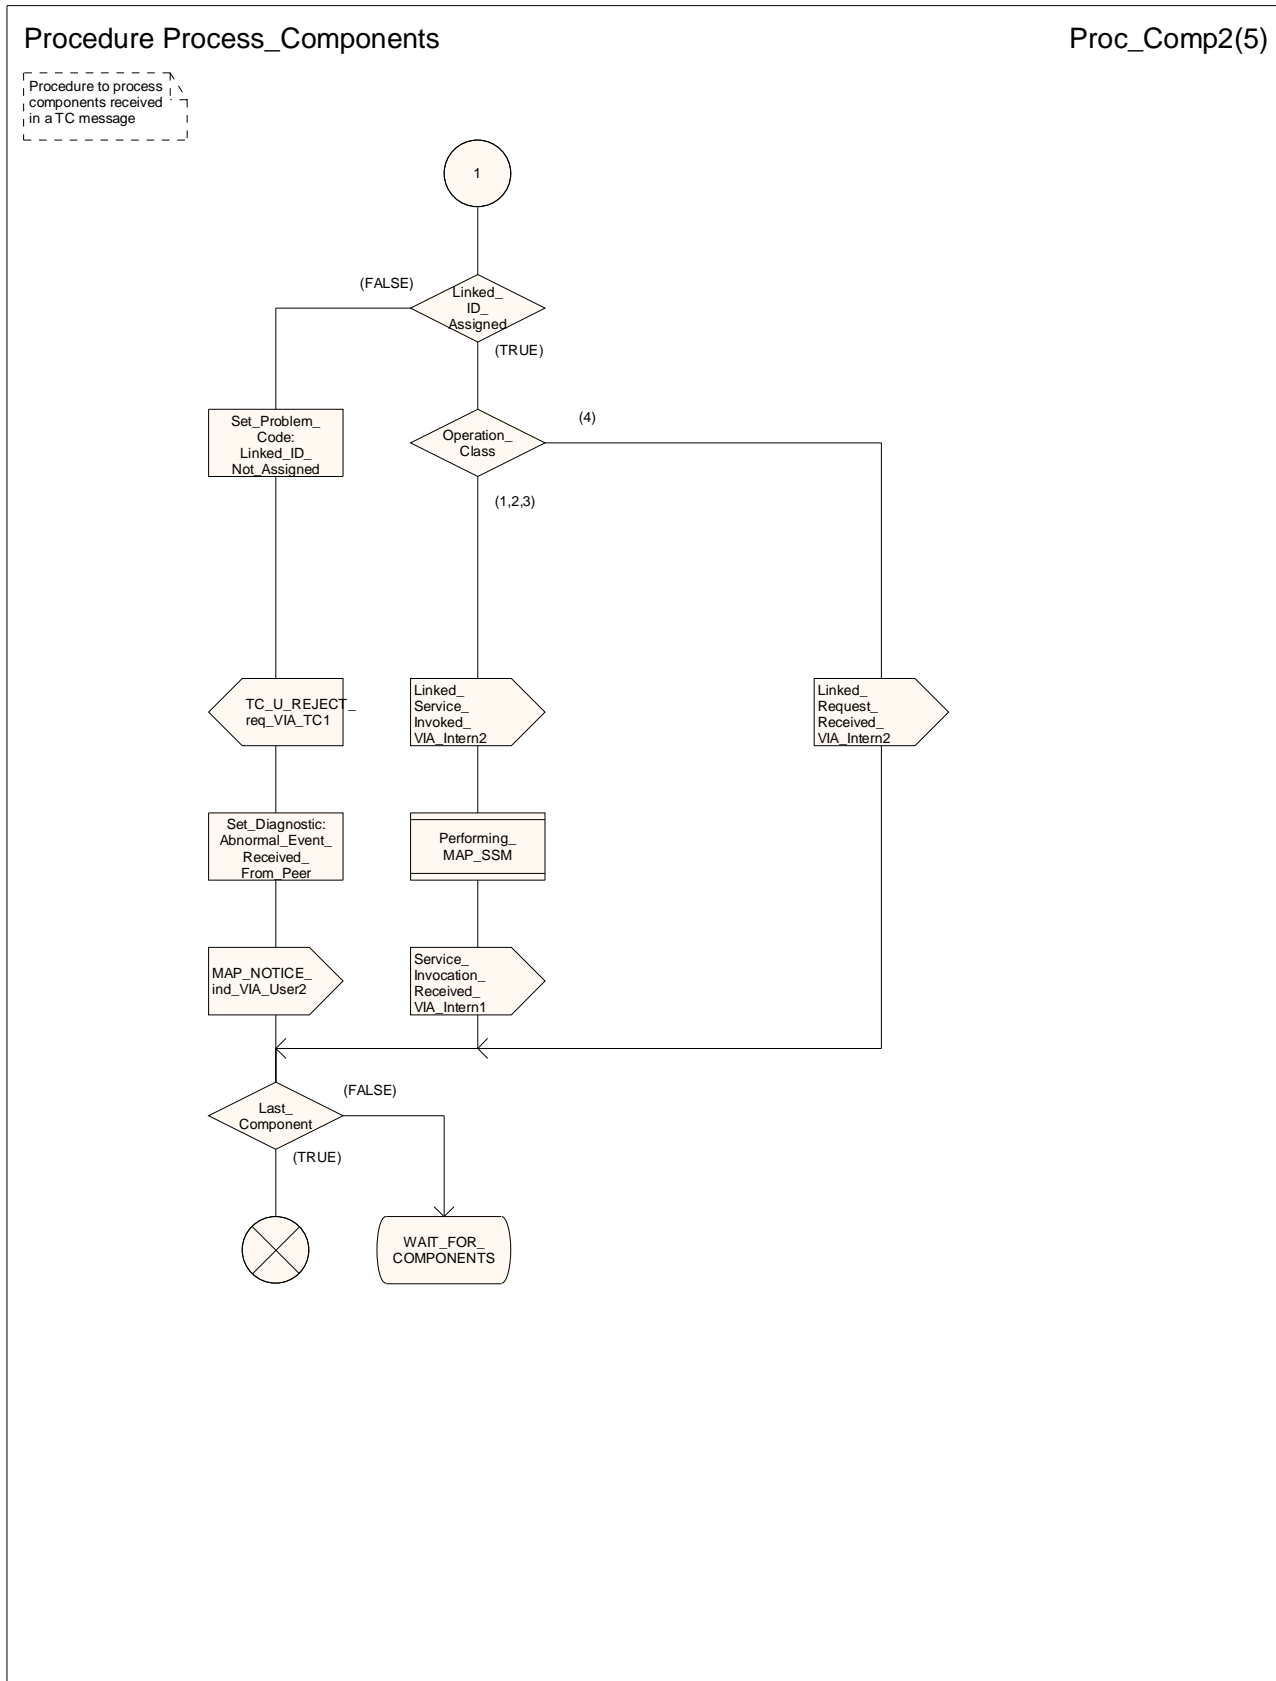 Procedure Process_Components
Proc_Comp2(5)
Procedure to process
components received
in a TC message
1
(FALSE)
Linked_
ID_
Assigned
(TRUE)
Set_Problem_
Code:
Linked_ID_
Not_Assigned
Operation_
Class
(4)
(1,2,3)
TC_U_REJECT_
req_VIA_TC1
Linked_
Service_
Invoked_
VIA_Intern2
Linked_
Request_
Received_
VIA_Intern2
Set_Diagnostic:
Abnormal_Event_
Received_
From_Peer
Performing_
MAP_SSM
MAP_NOTICE_
ind_VIA_User2
Service_
Invocation_
Received_
VIA_Intern1
(FALSE)
Last_
Component
(TRUE)
WAIT_FOR_
COMPONENTS